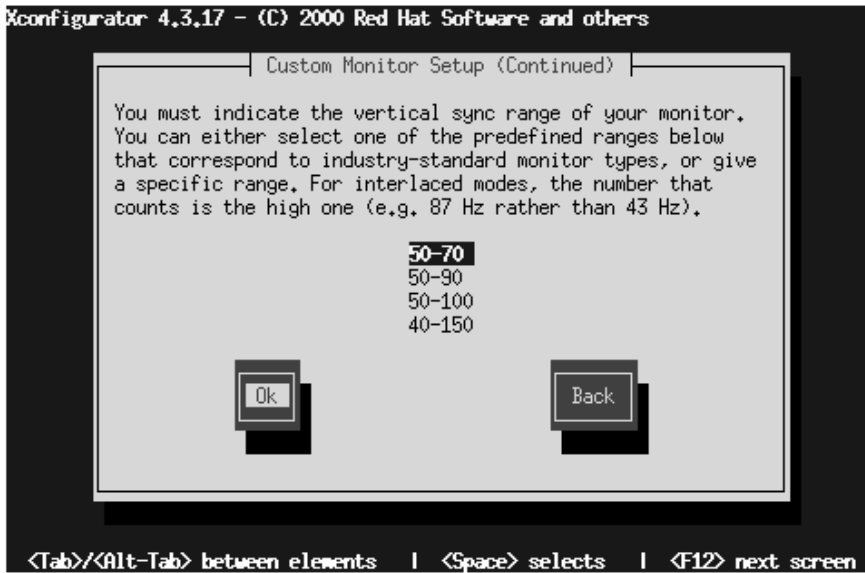 Xconfigurator 4.3.17 - (C) 2000 Red Hat Software and others
Custom Monitor Setup (Continued)
You must indicate the vertical sync range of your monitor.
You can either select one of the predefined ranges below
that correspond to industry-standard monitor types, or give
a specific range. For interlaced modes, the number that
counts is the high one (e.g. 87 Hz rather than 43 Hz).
50-70
50-90
50-100
40-150
Ok Back
<Tab>/<Alt-Tab> between elements | <Space> selects | <F12> next screen